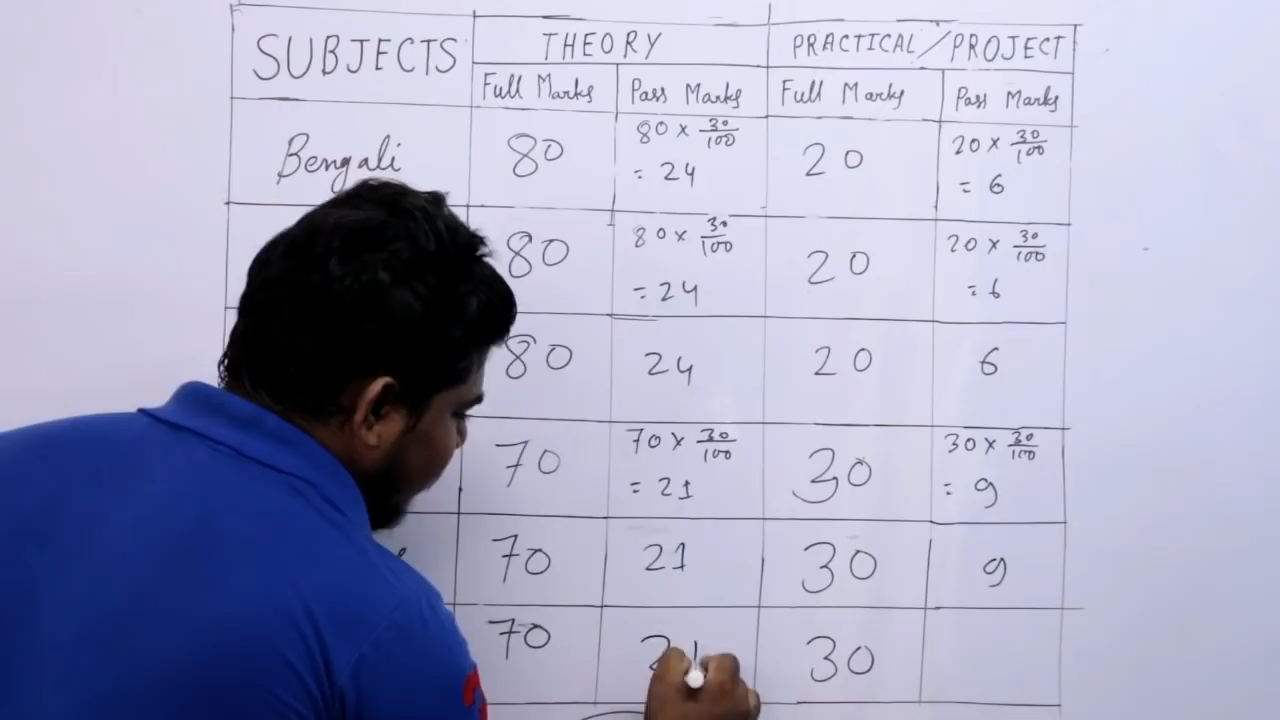 SUBJECTS THEORY PRACTICAL/PROJECT
Full Marks Pass Marks Full Marks Pass Marks
Bengali 80 80 × 30/100 = 24 20 20 × 30/100 = 6
80 80 × 30/100 = 24 20 20 × 30/100 = 6
80 24 20 6
70 70 × 30/100 = 21 30 30 × 30/100 = 9
70 21 30 9
70 21 30